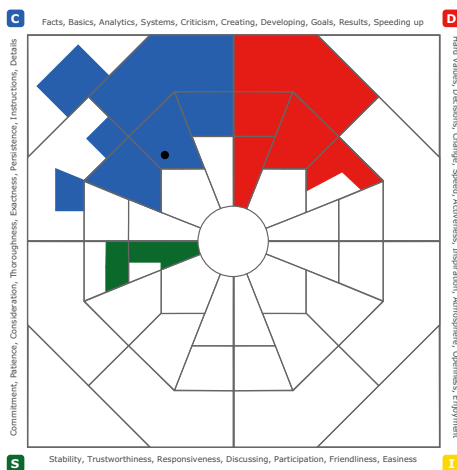 C
Facts, Basics, Analytics, Systems, Criticism, Creating, Developing, Goals, Results, Speeding up
D
Commitment, Patience, Consideration, Thoroughness, Exactness, Persistence, Instructions, Details
S
Stability, Trustworthiness, Responsiveness, Discussing, Participation, Friendliness, Easiness
I